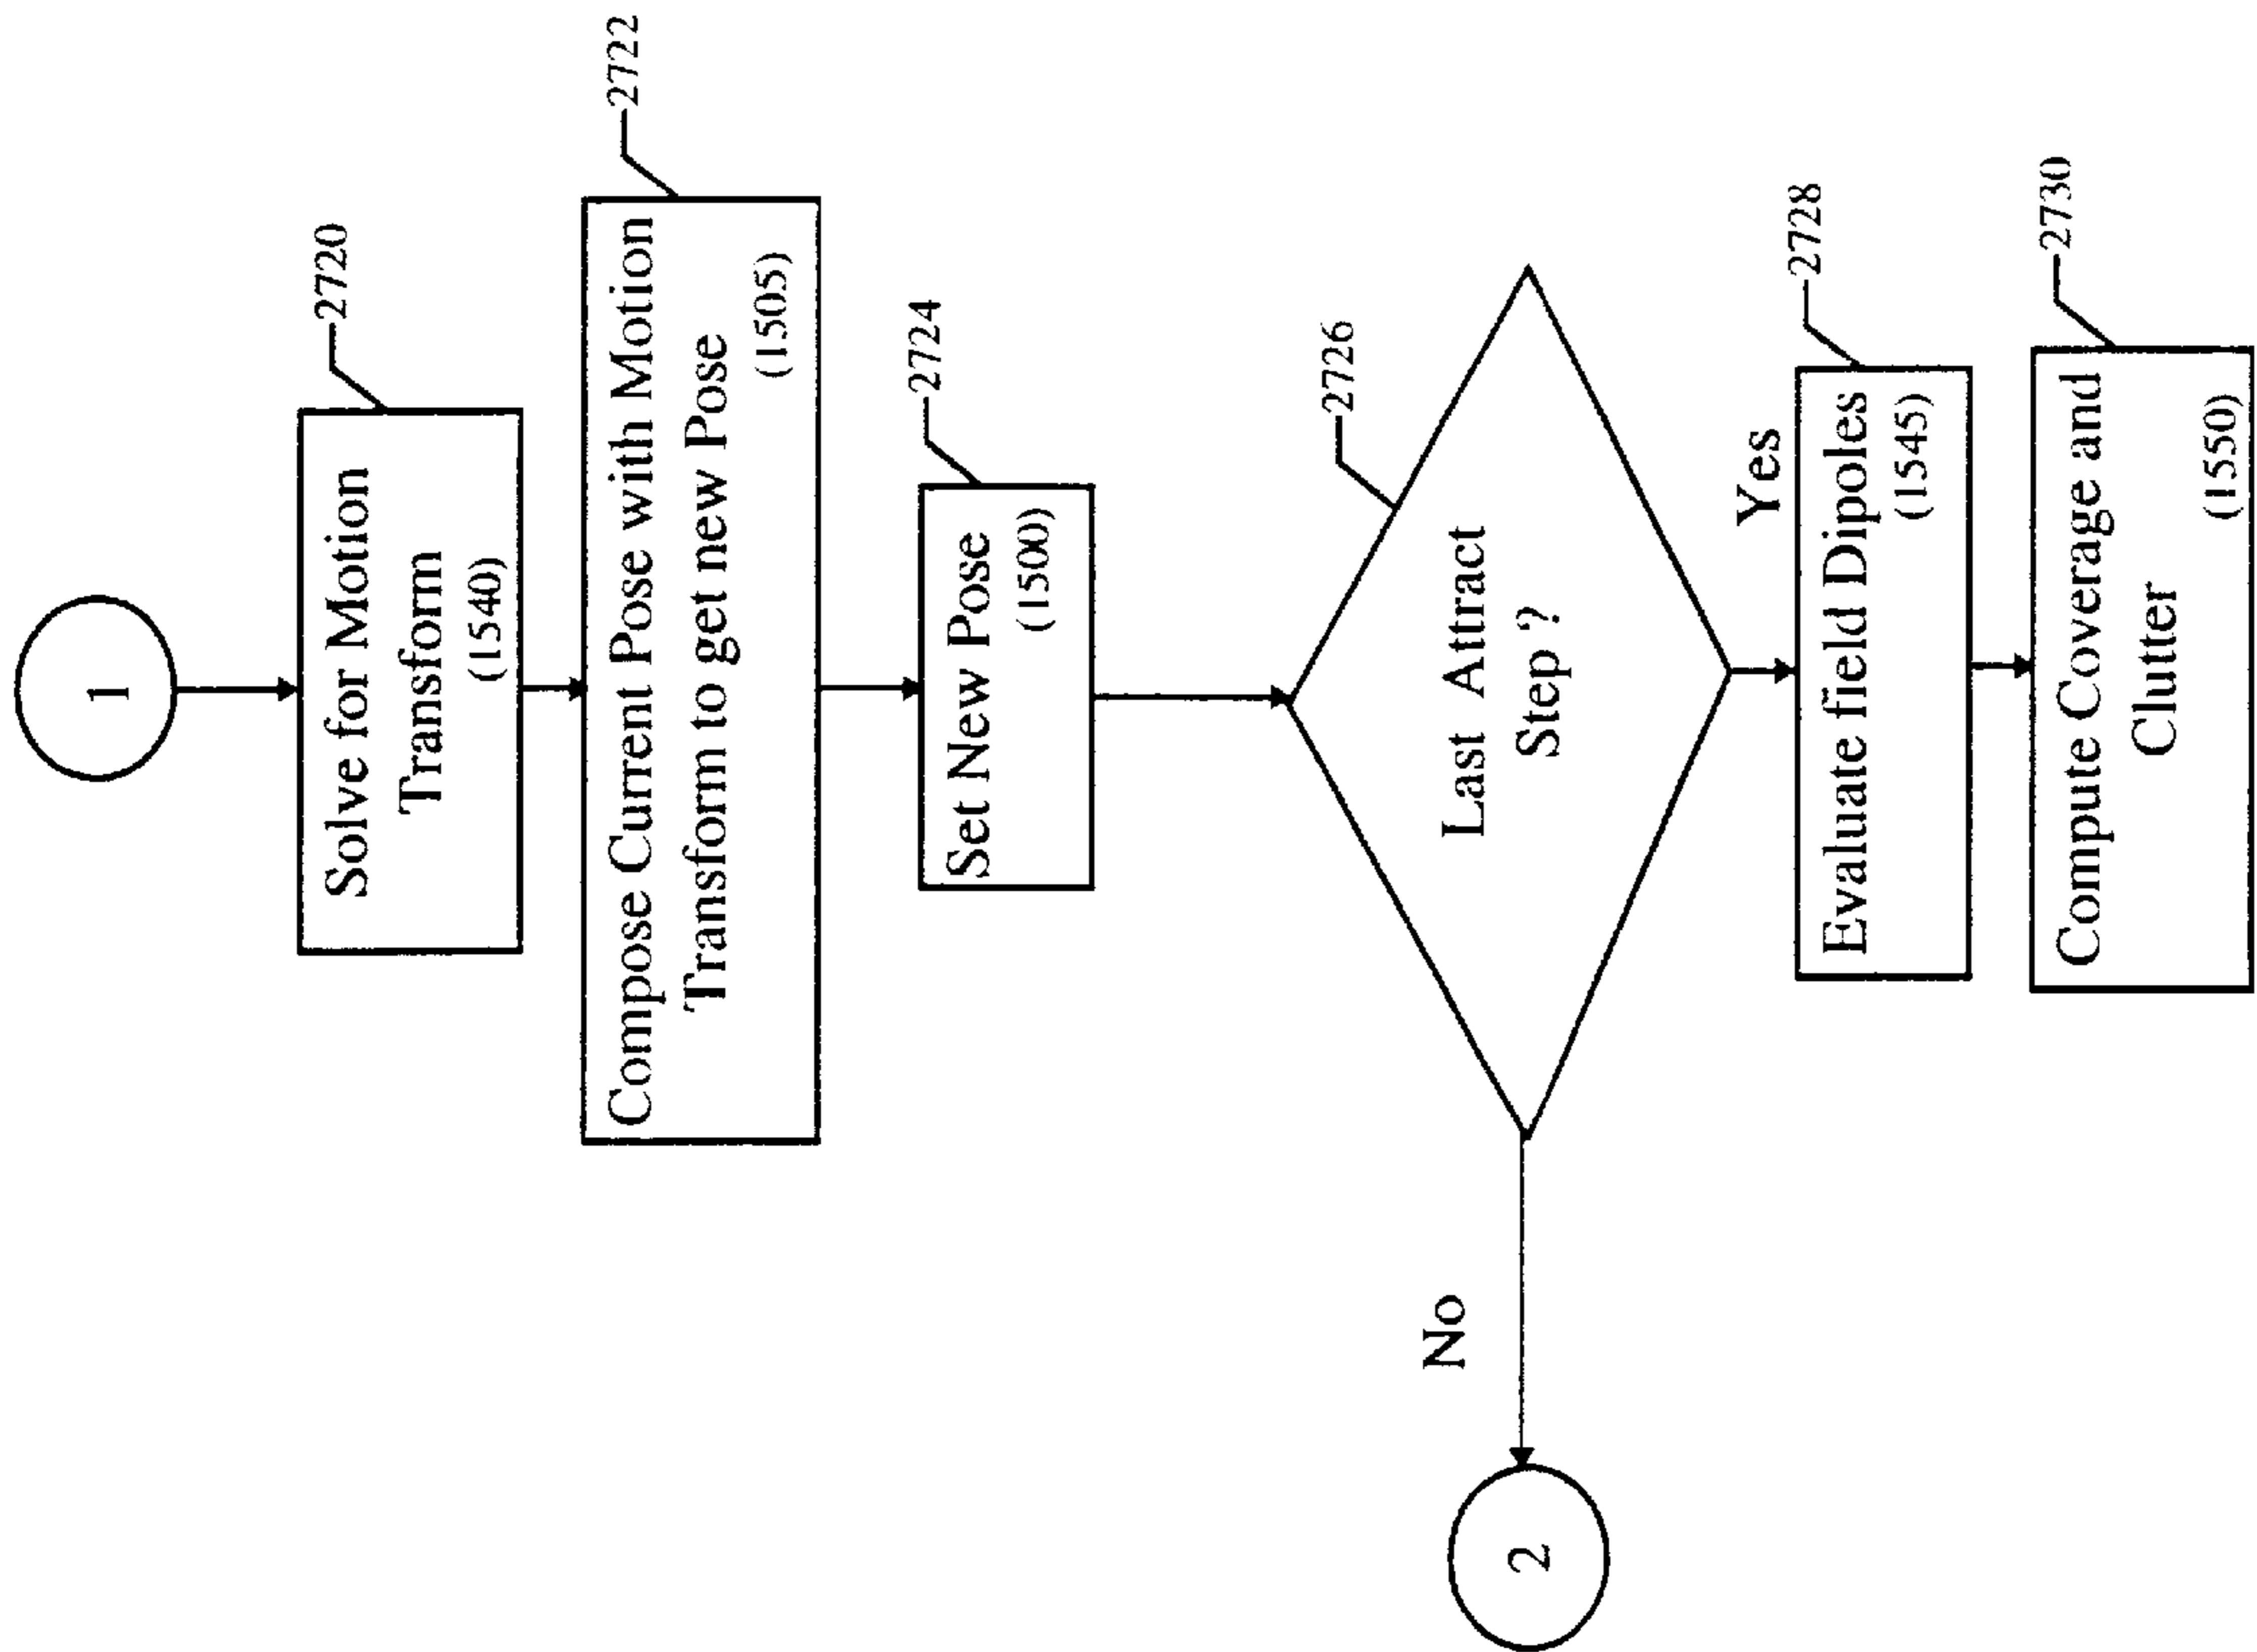 1
2720
Solve for Motion
Transform
(1540)
2722
Compose Current Pose with Motion
Transform to get new Pose
(1505)
2724
Set New Pose
(1500)
2726
Last Attract
Step ?
No
2
Yes
2728
Evaluate field Dipoles
(1545)
2730
Compute Coverage and
Clutter
(1550)